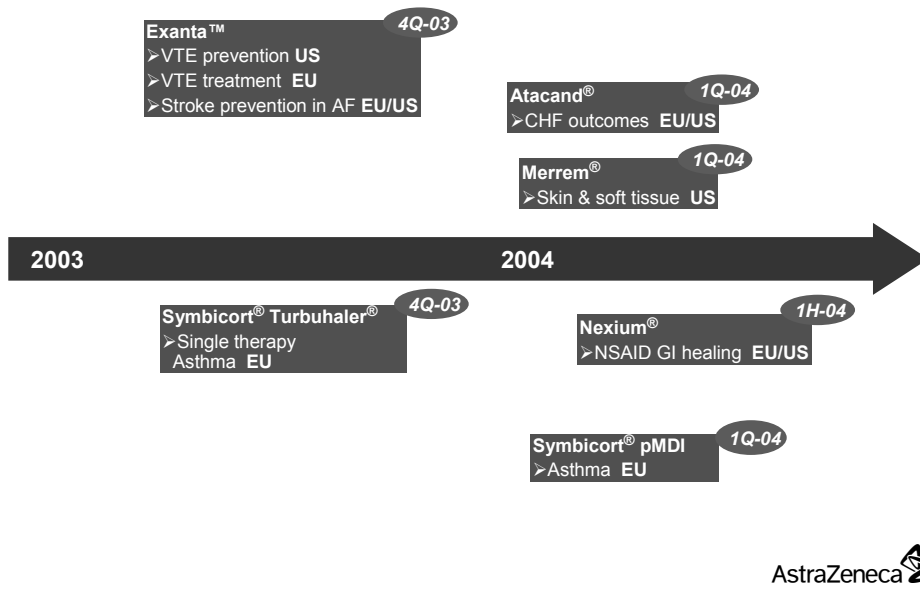 4Q-03
Exanta™
➢VTE prevention US
➢VTE treatment EU
➢Stroke prevention in AF EU/US
1Q-04
Atacand®
➢CHF outcomes EU/US
1Q-04
Merrem®
➢Skin & soft tissue US
2003
2004
4Q-03
Symbicort® Turbuhaler®
➢Single therapy
Asthma EU
1H-04
Nexium®
➢NSAID GI healing EU/US
1Q-04
Symbicort® pMDI
➢Asthma EU
AstraZeneca